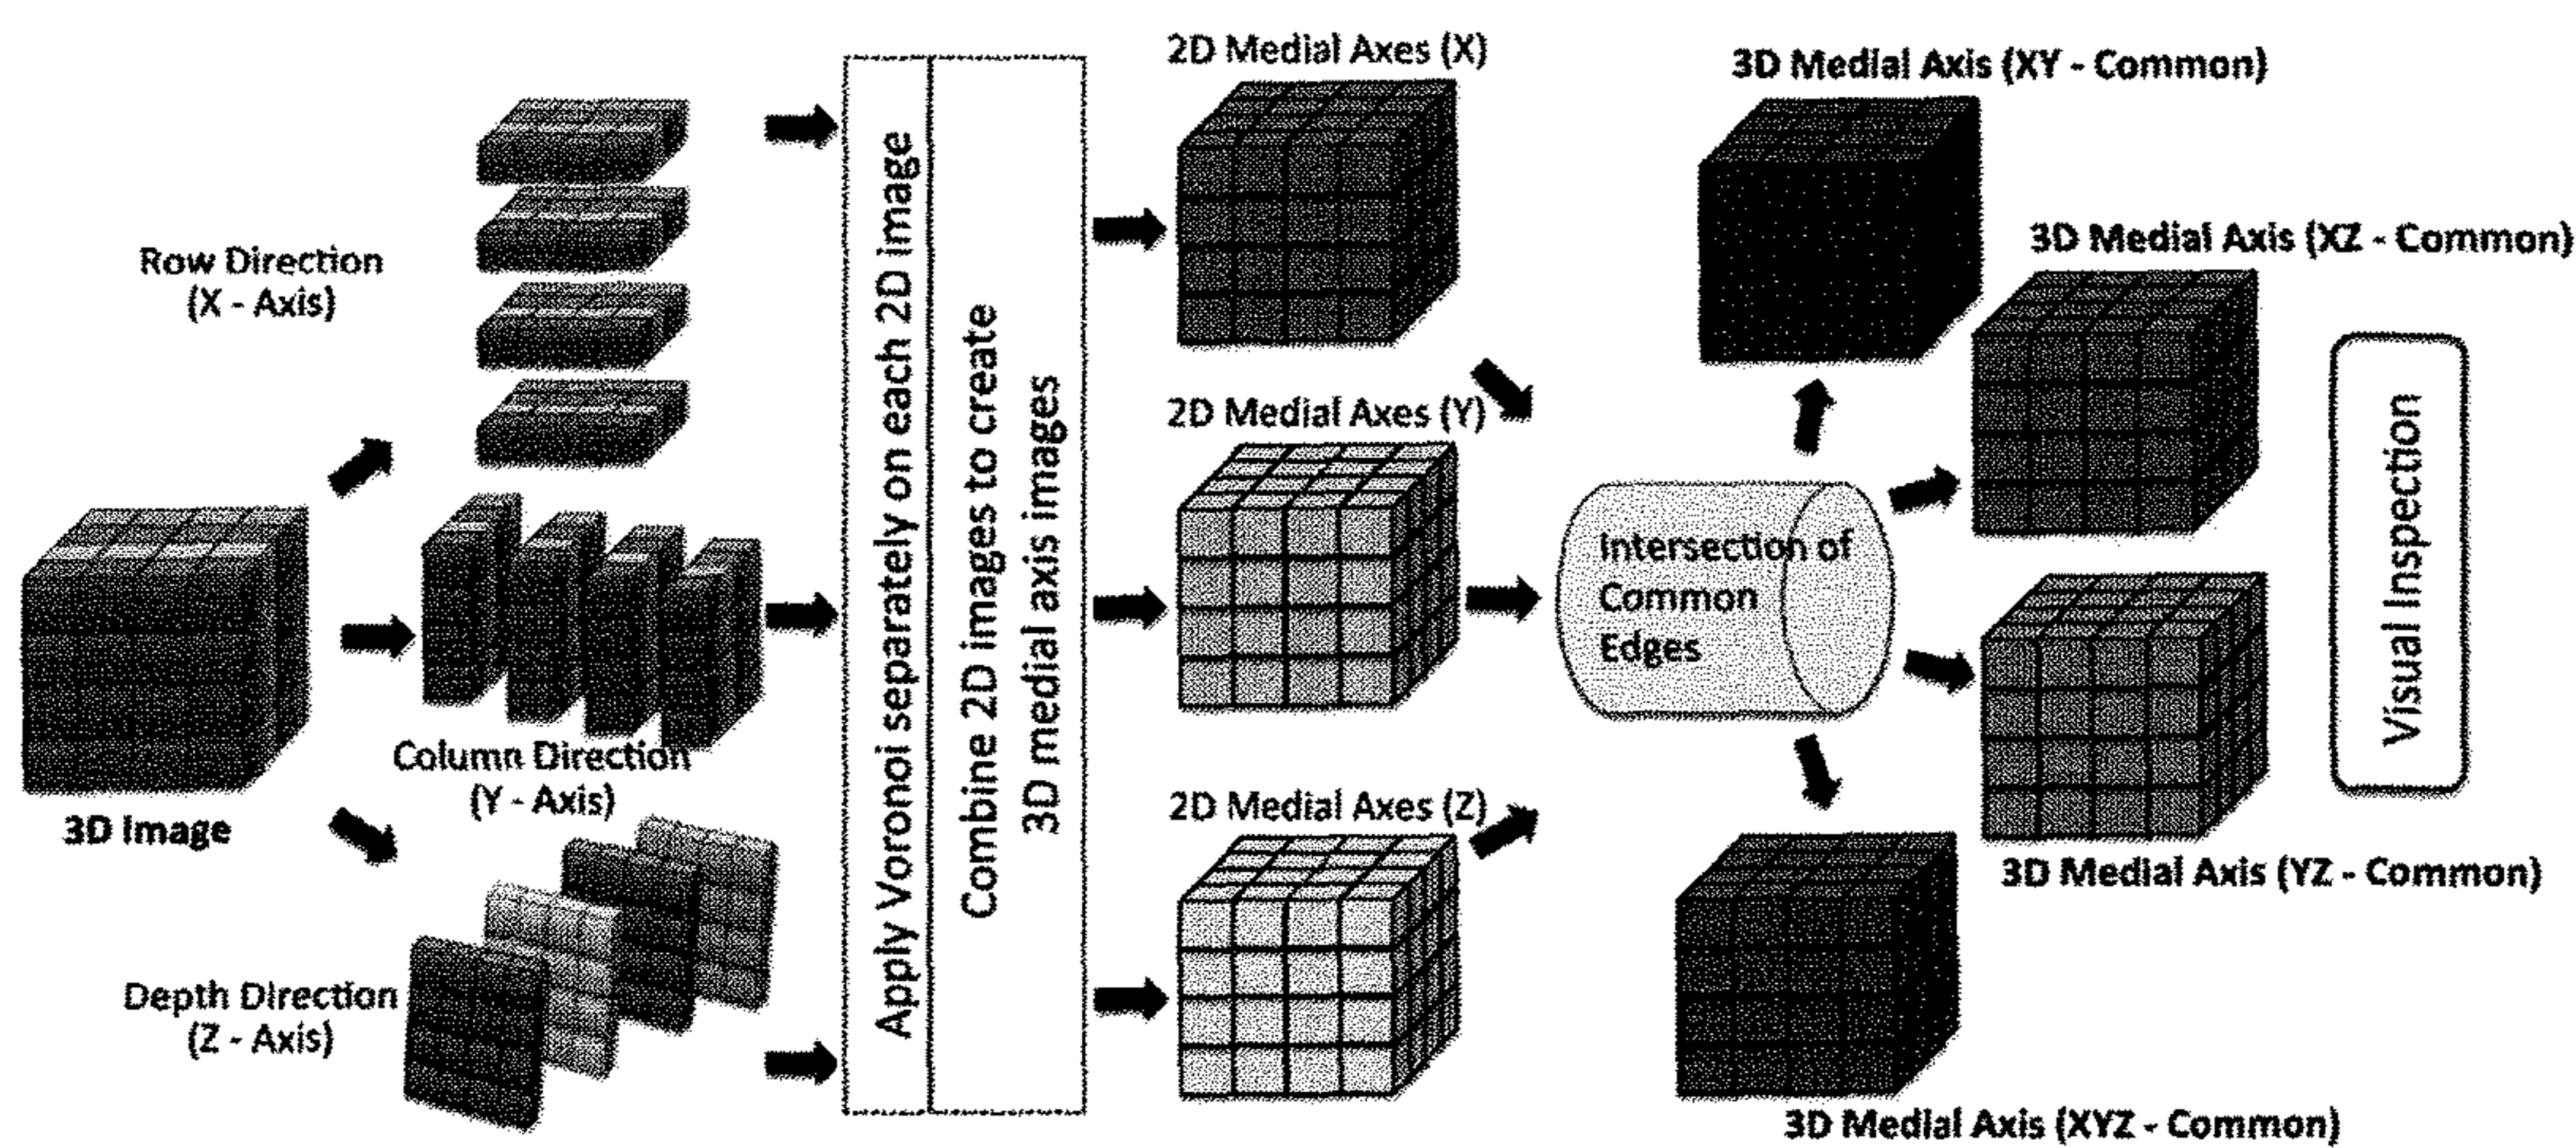 Row Direction
(X - Axis)
3D Image
Column Direction
(Y - Axis)
Depth Direction
(Z - Axis)
Apply Voronoi separately on each 2D image
Combine 2D images to create
3D medial axis images
2D Medial Axes (X)
2D Medial Axes (Y)
2D Medial Axes (Z)
Intersection of
Common
Edges
3D Medial Axis (XY - Common)
3D Medial Axis (XZ - Common)
3D Medial Axis (YZ - Common)
3D Medial Axis (XYZ - Common)
Visual Inspection